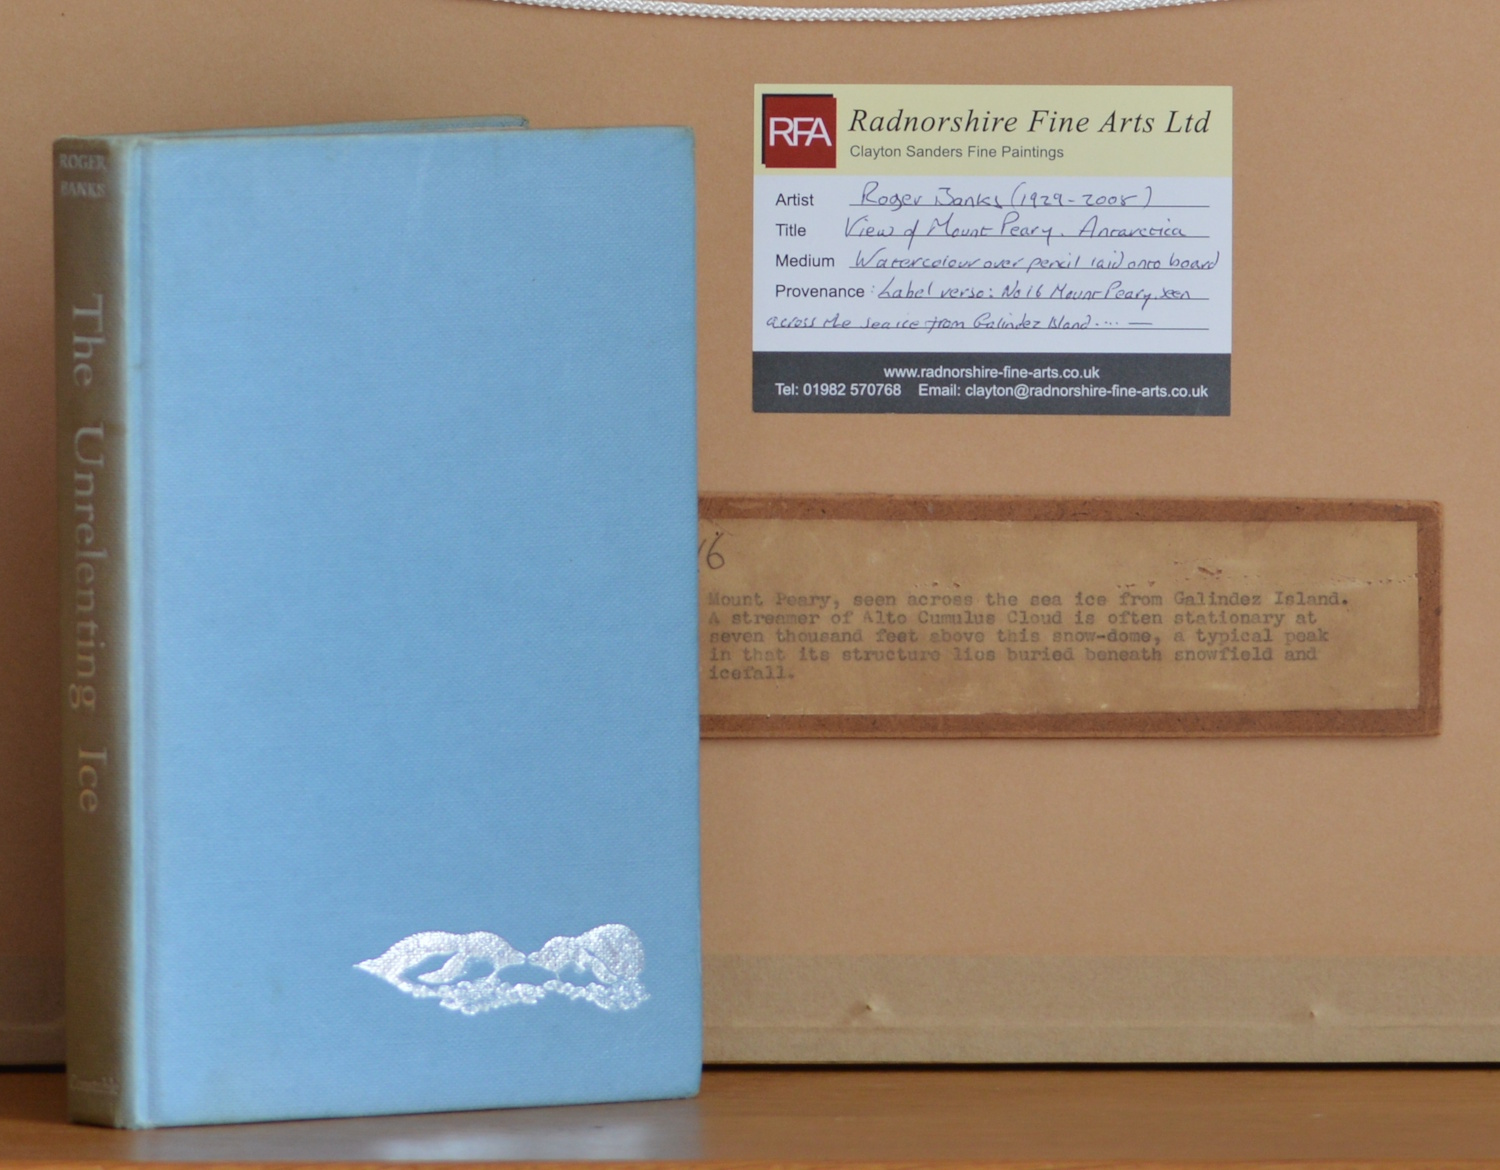 ROGER
BANKS
The Unrelenting Ice
Constable
RFA
Radnorshire Fine Arts Ltd
Clayton Sanders Fine Paintings
Artist Roger Banks (1929-2008)
Title View of Mount Peary. Antarctica
Medium Watercolour over pencil laid onto board
Provenance: Label verso: No 16 Mount Peary. seen
across the sea ice from Galindez Island.... —
www.radnorshire-fine-arts.co.uk
Tel: 01982 570768 Email: clayton@radnorshire-fine-arts.co.uk
16
Mount Peary, seen across the sea ice from Galindez Island.
A streamer of Alto Cumulus Cloud is often stationary at
seven thousand feet above this snow-dome, a typical peak
in that its structure lies buried beneath snowfield and
icefall.